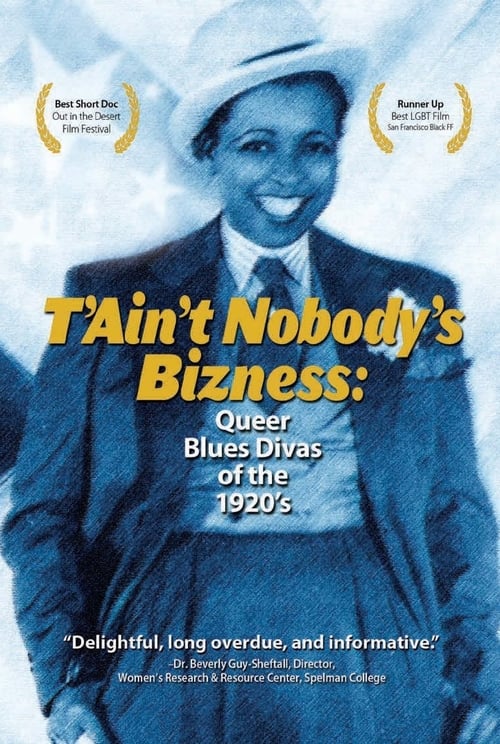 Best Short Doc
Out in the Desert
Film Festival
Runner Up
Best LGBT Film
San Francisco Black FF
T'Ain't Nobody's
Bizness:
Queer
Blues Divas
of the
1920's
“Delightful, long overdue, and informative.”
–Dr. Beverly Guy-Sheftall, Director,
Women's Research & Resource Center, Spelman College